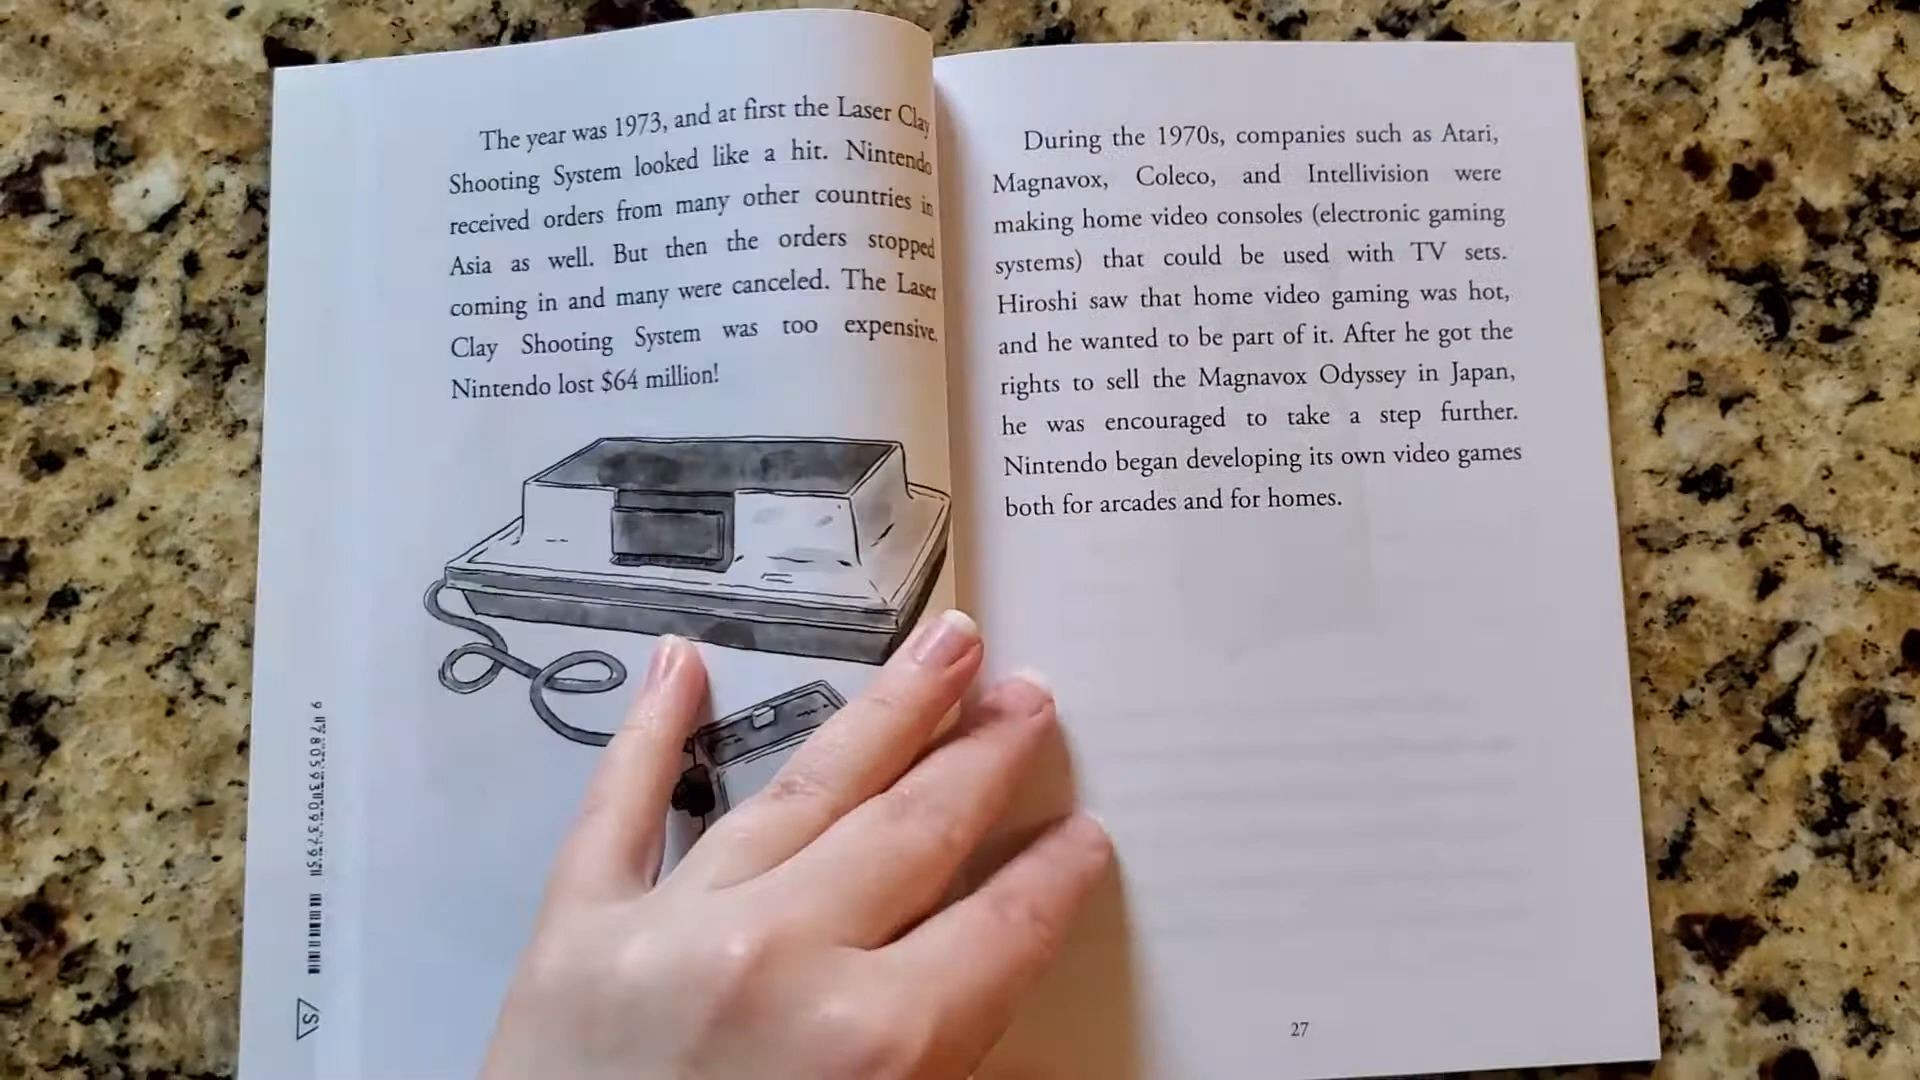 The year was 1973, and at first the Laser Clay
Shooting System looked like a hit. Nintendo
received orders from many other countries in
Asia as well. But then the orders stopped
coming in and many were canceled. The Laser
Clay Shooting System was too expensive.
Nintendo lost $64 million!
During the 1970s, companies such as Atari,
Magnavox, Coleco, and Intellivision were
making home video consoles (electronic gaming
systems) that could be used with TV sets.
Hiroshi saw that home video gaming was hot,
and he wanted to be part of it. After he got the
rights to sell the Magnavox Odyssey in Japan,
he was encouraged to take a step further.
Nintendo began developing its own video games
both for arcades and for homes.
27
S